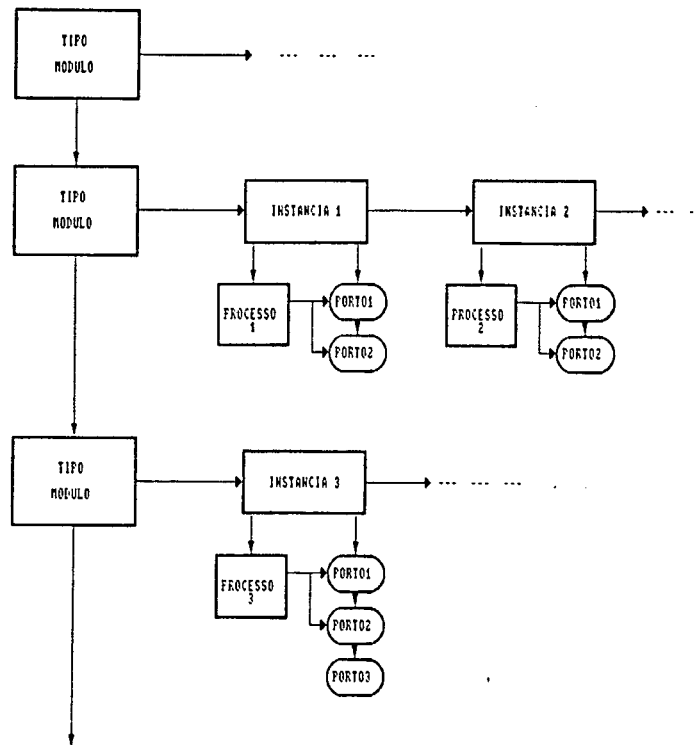 TIPO
MODULO
--- --- ---
TIPO
MODULO
INSTANCIA 1
INSTANCIA 2
--- -
PROCESSO
1
PORTO1
PORTO2
PROCESSO
2
PORTO1
PORTO2
TIPO
MODULO
INSTANCIA 3
--- --- ---
PROCESSO
3
PORTO1
PORTO2
PORTO3